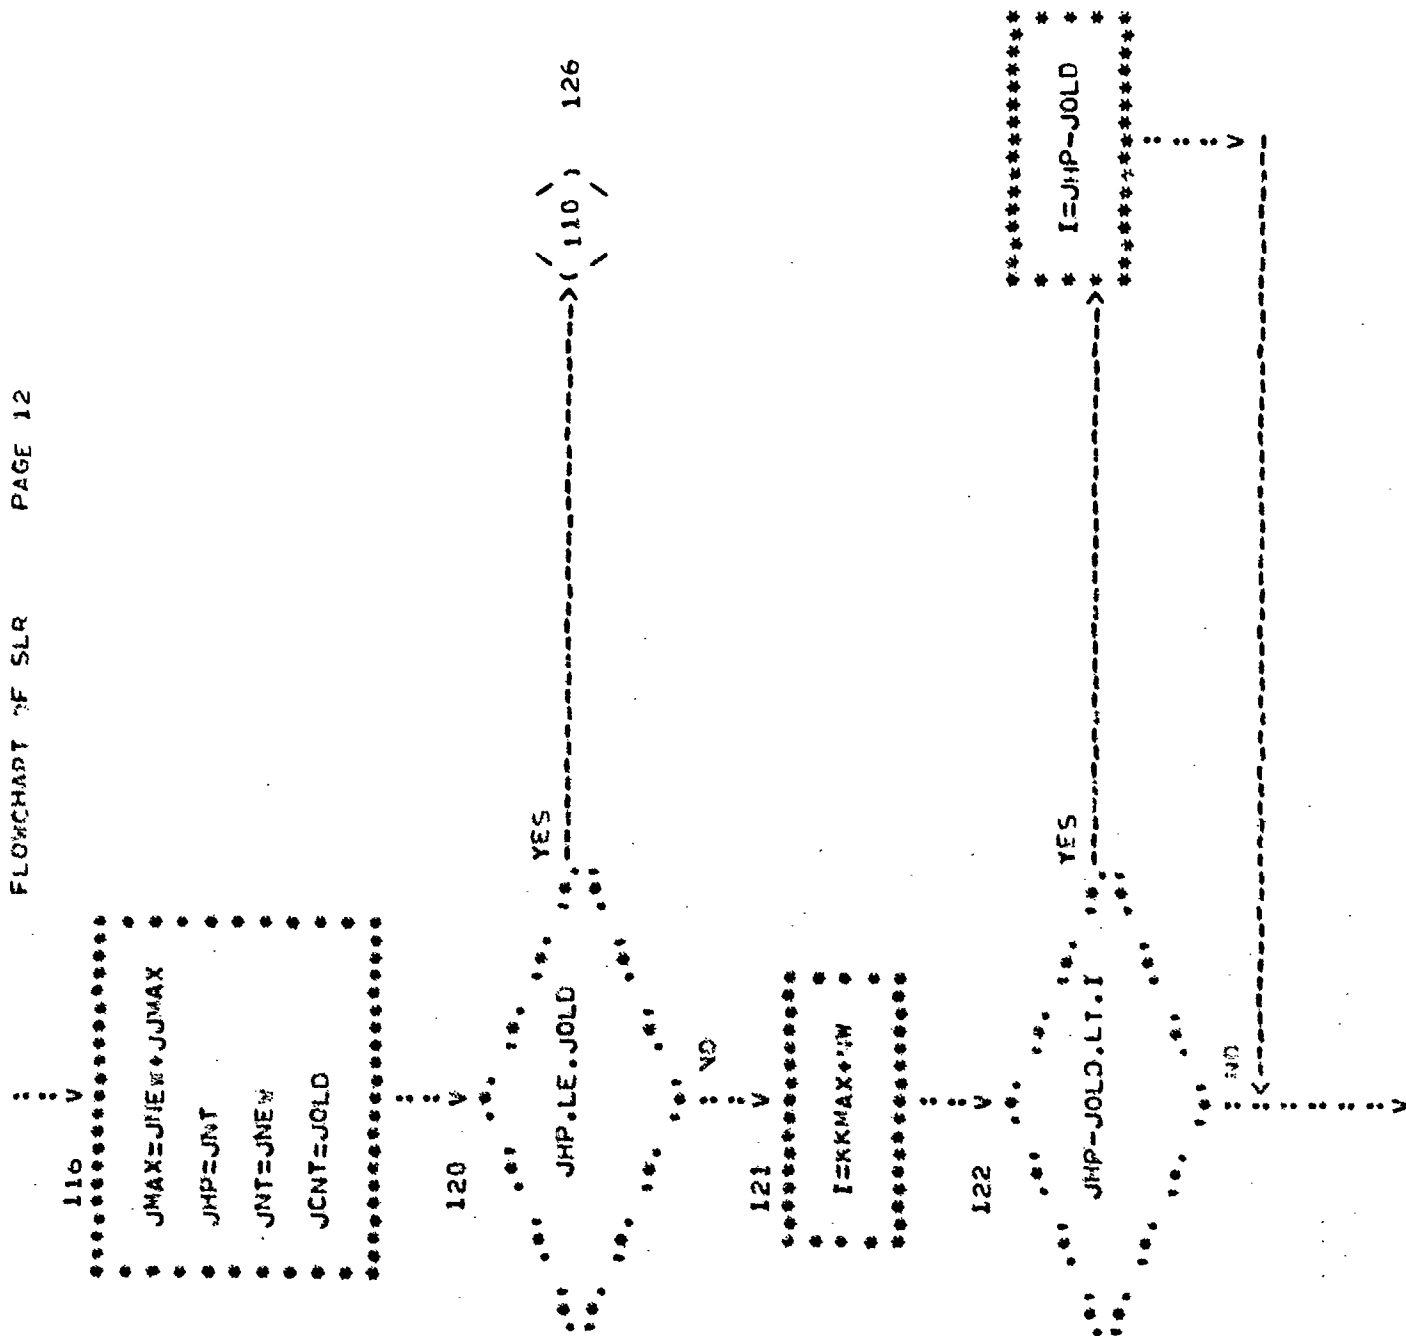 FLOWCHART OF SLR PAGE 12
116
JMAX=JNEW+JJMAX
JHP=JNT
JNT=JNEW
JCNT=JOLD
120
JHP.LE.JOLD
YES
110
126
NO
121
I=KKMAX+NW
122
JHP-JOLD.LT.I
YES
I=JHP-JOLD
NO